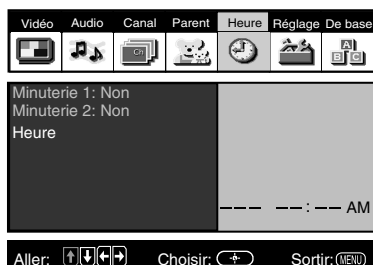 Vidéo Audio Canal Parent Heure Réglage De base
Ch A B C
Minuterie 1: Non
Minuterie 2: Non
Heure
––– ––:–– AM
Aller: Choisir: Sortir: MENU